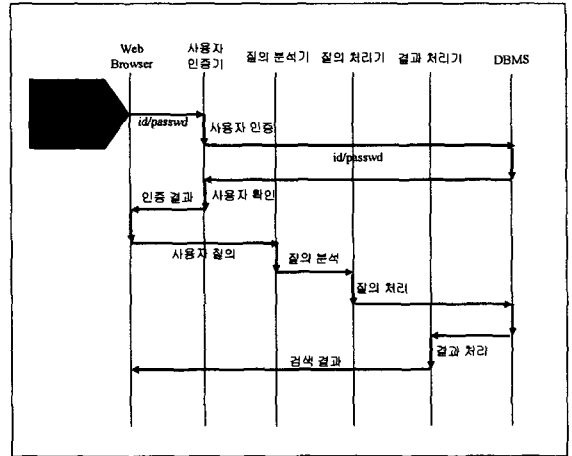 Web
Browser
사용자
인증기
질의 분석기
질의 처리기
결과 처리기
DBMS
id/passwd
사용자 인증
id/passwd
사용자 확인
인증 결과
사용자 질의
질의 분석
질의 처리
결과 처리
검색 결과